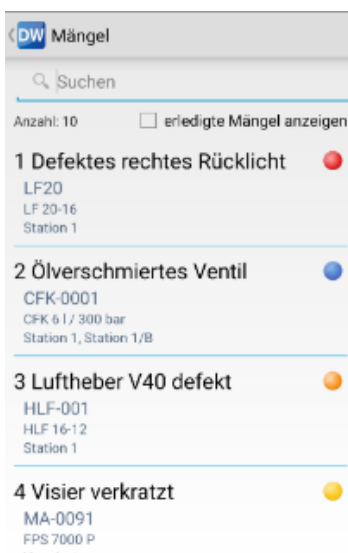 DW Mängel
Suchen
Anzahl: 10 erledigte Mängel anzeigen
1 Defektes rechtes Rücklicht
LF20
LF 20-16
Station 1
2 Ölverschmiertes Ventil
CFK-0001
CFK 6 l / 300 bar
Station 1, Station 1/B
3 Luftheber V40 defekt
HLF-001
HLF 16-12
Station 1
4 Visier verkratzt
MA-0091
FPS 7000 P